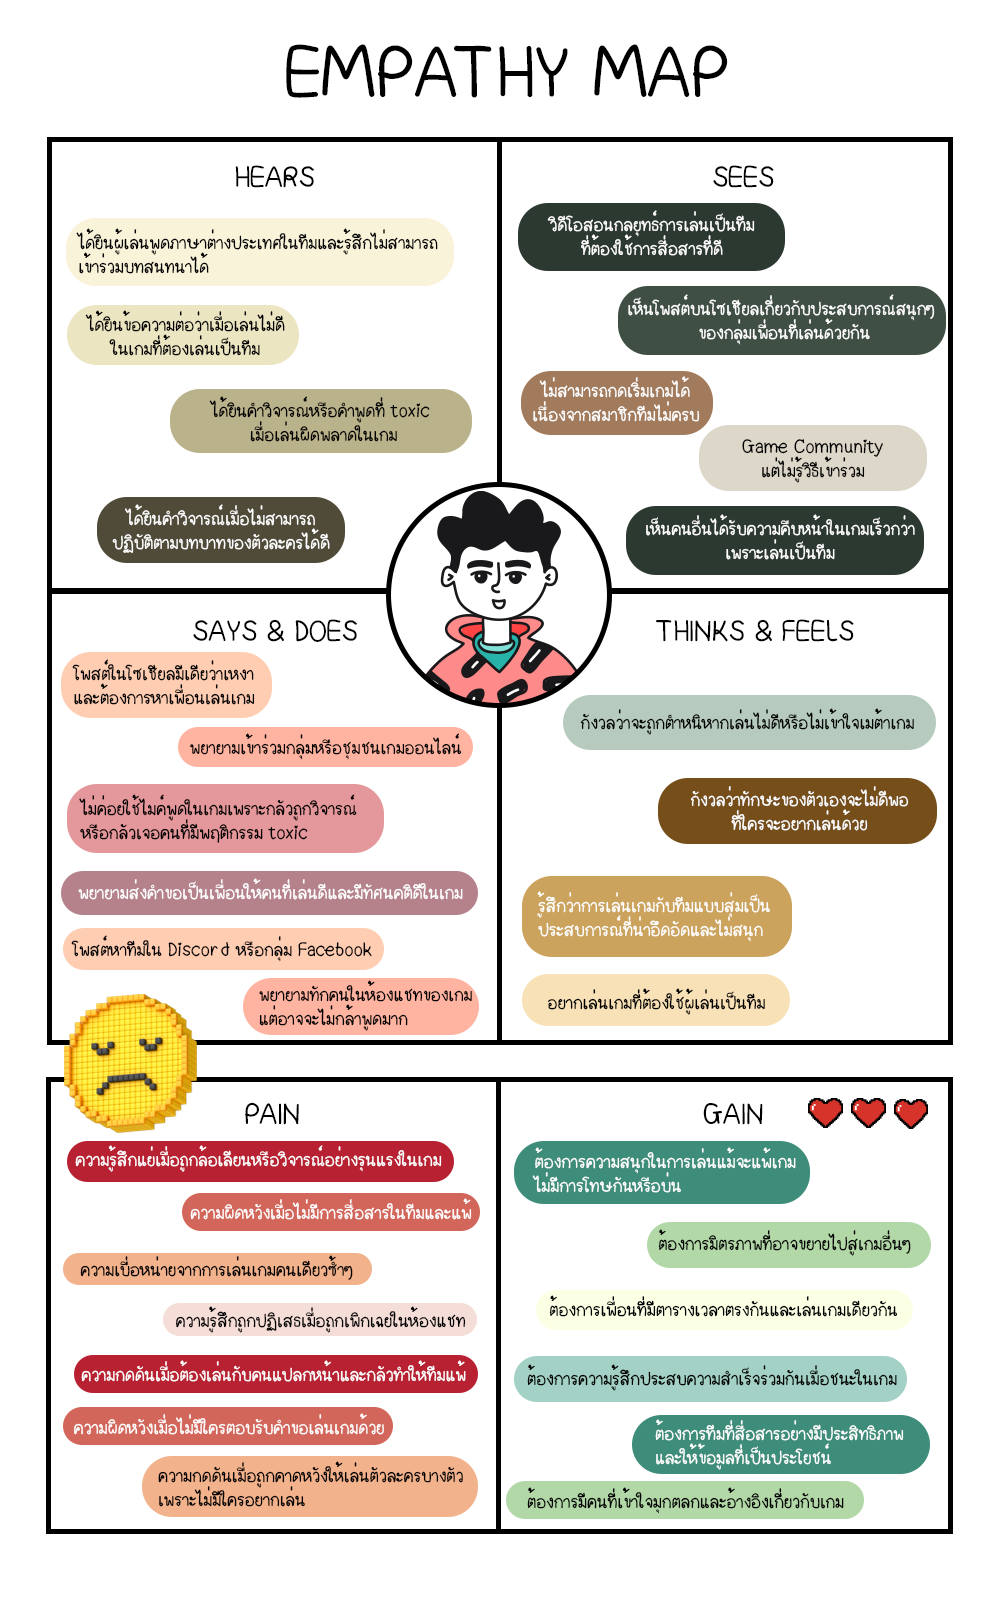 EMPATHY MAP
HEARS
ได้ยินผู้เล่นพูดภาษาต่างประเทศในทีมและรู้สึกไม่สามารถ
เข้าร่วมบทสนทนาได้
ได้ยินข้อความต่อว่าเมื่อเล่นไม่ดี
ในเกมที่ต้องเล่นเป็นทีม
ได้ยินคำวิจารณ์หรือคำพูดที่ toxic
เมื่อเล่นผิดพลาดในเกม
ได้ยินคำวิจารณ์เมื่อไม่สามารถ
ปฏิบัติตามบทบาทของตัวละครได้ดี
SEES
วิดีโอสอนกลยุทธ์การเล่นเป็นทีม
ที่ต้องใช้การสื่อสารที่ดี
เห็นโพสต์บนโซเชียลเกี่ยวกับประสบการณ์สนุกๆ
ของกลุ่มเพื่อนที่เล่นด้วยกัน
ไม่สามารถกดเริ่มเกมได้
เนื่องจากสมาชิกทีมไม่ครบ
Game Community
แต่ไม่รู้วิธีเข้าร่วม
เห็นคนอื่นได้รับความคืบหน้าในเกมเร็วกว่า
เพราะเล่นเป็นทีม
SAYS & DOES
โพสต์ในโซเชียลมีเดียว่าเหงา
และต้องการหาเพื่อนเล่นเกม
พยายามเข้าร่วมกลุ่มหรือชุมชนเกมออนไลน์
ไม่ค่อยใช้ไมค์พูดในเกมเพราะกลัวถูกวิจารณ์
หรือกลัวเจอคนที่มีพฤติกรรม toxic
พยายามส่งคำขอเป็นเพื่อนให้คนที่เล่นดีและมีทัศนคติดีในเกม
โพสต์หาทีมใน Discord หรือกลุ่ม Facebook
พยายามทักคนในห้องแชทของเกม
แต่อาจจะไม่กล้าพูดมาก
THINKS & FEELS
กังวลว่าจะถูกตำหนิหากเล่นไม่ดีหรือไม่เข้าใจเมต้าเกม
กังวลว่าทักษะของตัวเองจะไม่ดีพอ
ที่ใครจะอยากเล่นด้วย
รู้สึกว่าการเล่นเกมกับทีมแบบสุ่มเป็น
ประสบการณ์ที่น่าอึดอัดและไม่สนุก
อยากเล่นเกมที่ต้องใช้ผู้เล่นเป็นทีม
PAIN
ความรู้สึกแย่เมื่อถูกล้อเลียนหรือวิจารณ์อย่างรุนแรงในเกม
ความผิดหวังเมื่อไม่มีการสื่อสารในทีมและแพ้
ความเบื่อหน่ายจากการเล่นเกมคนเดียวซ้ำๆ
ความรู้สึกถูกปฏิเสธเมื่อถูกเพิกเฉยในห้องแชท
ความกดดันเมื่อต้องเล่นกับคนแปลกหน้าและกลัวทำให้ทีมแพ้
ความผิดหวังเมื่อไม่มีใครตอบรับคำขอเล่นเกมด้วย
ความกดดันเมื่อถูกคาดหวังให้เล่นตัวละครบางตัว
เพราะไม่มีใครอยากเล่น
GAIN
ต้องการความสนุกในการเล่นแม้จะแพ้เกม
ไม่มีการโทษกันหรือบ่น
ต้องการมิตรภาพที่อาจขยายไปสู่เกมอื่นๆ
ต้องการเพื่อนที่มีตารางเวลาตรงกันและเล่นเกมเดียวกัน
ต้องการความรู้สึกประสบความสำเร็จร่วมกันเมื่อชนะในเกม
ต้องการทีมที่สื่อสารอย่างมีประสิทธิภาพ
และให้ข้อมูลที่เป็นประโยชน์
ต้องการมีคนที่เข้าใจมุกตลกและอ้างอิงเกี่ยวกับเกม